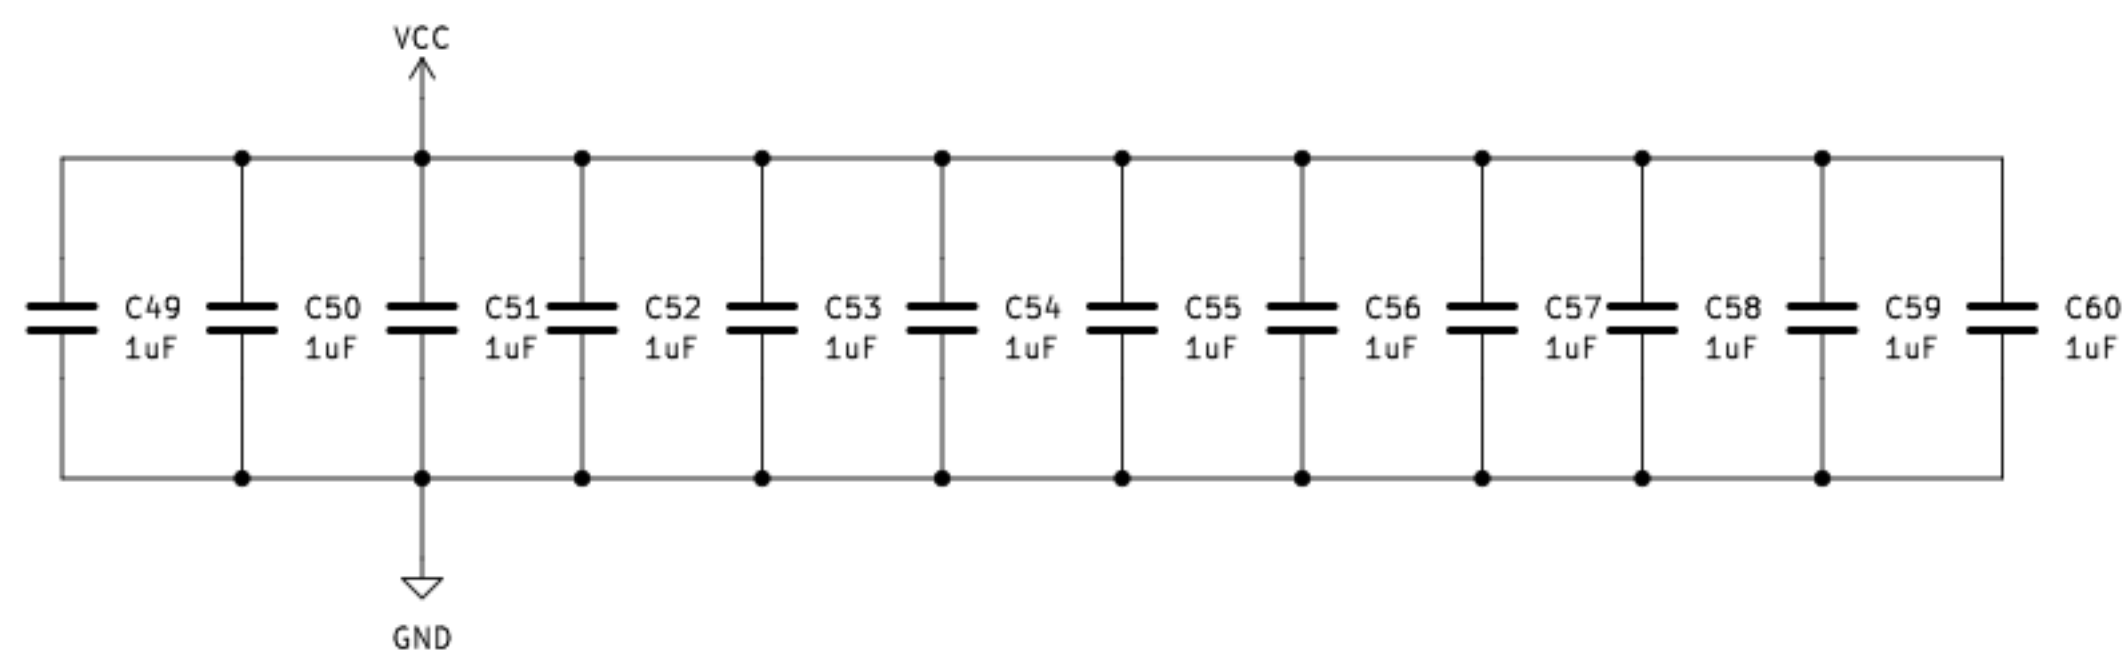 VCC
C49 C50 C51 C52 C53 C54 C55 C56 C57 C58 C59 C60
1uF 1uF 1uF 1uF 1uF 1uF 1uF 1uF 1uF 1uF 1uF 1uF
GND